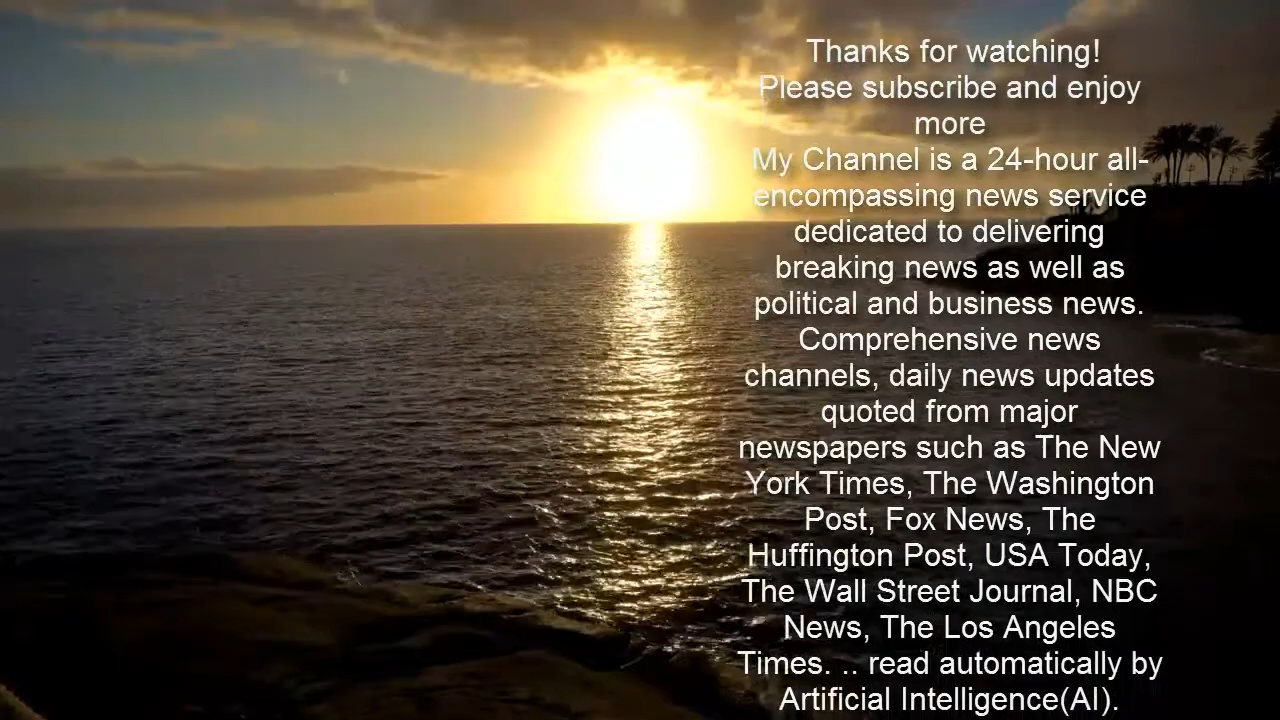 Thanks for watching!
Please subscribe and enjoy
more
My Channel is a 24-hour all-
encompassing news service
dedicated to delivering
breaking news as well as
political and business news.
Comprehensive news
channels, daily news updates
quoted from major
newspapers such as The New
York Times, The Washington
Post, Fox News, The
Huffington Post, USA Today,
The Wall Street Journal, NBC
News, The Los Angeles
Times. .. read automatically by
Artificial Intelligence(AI).